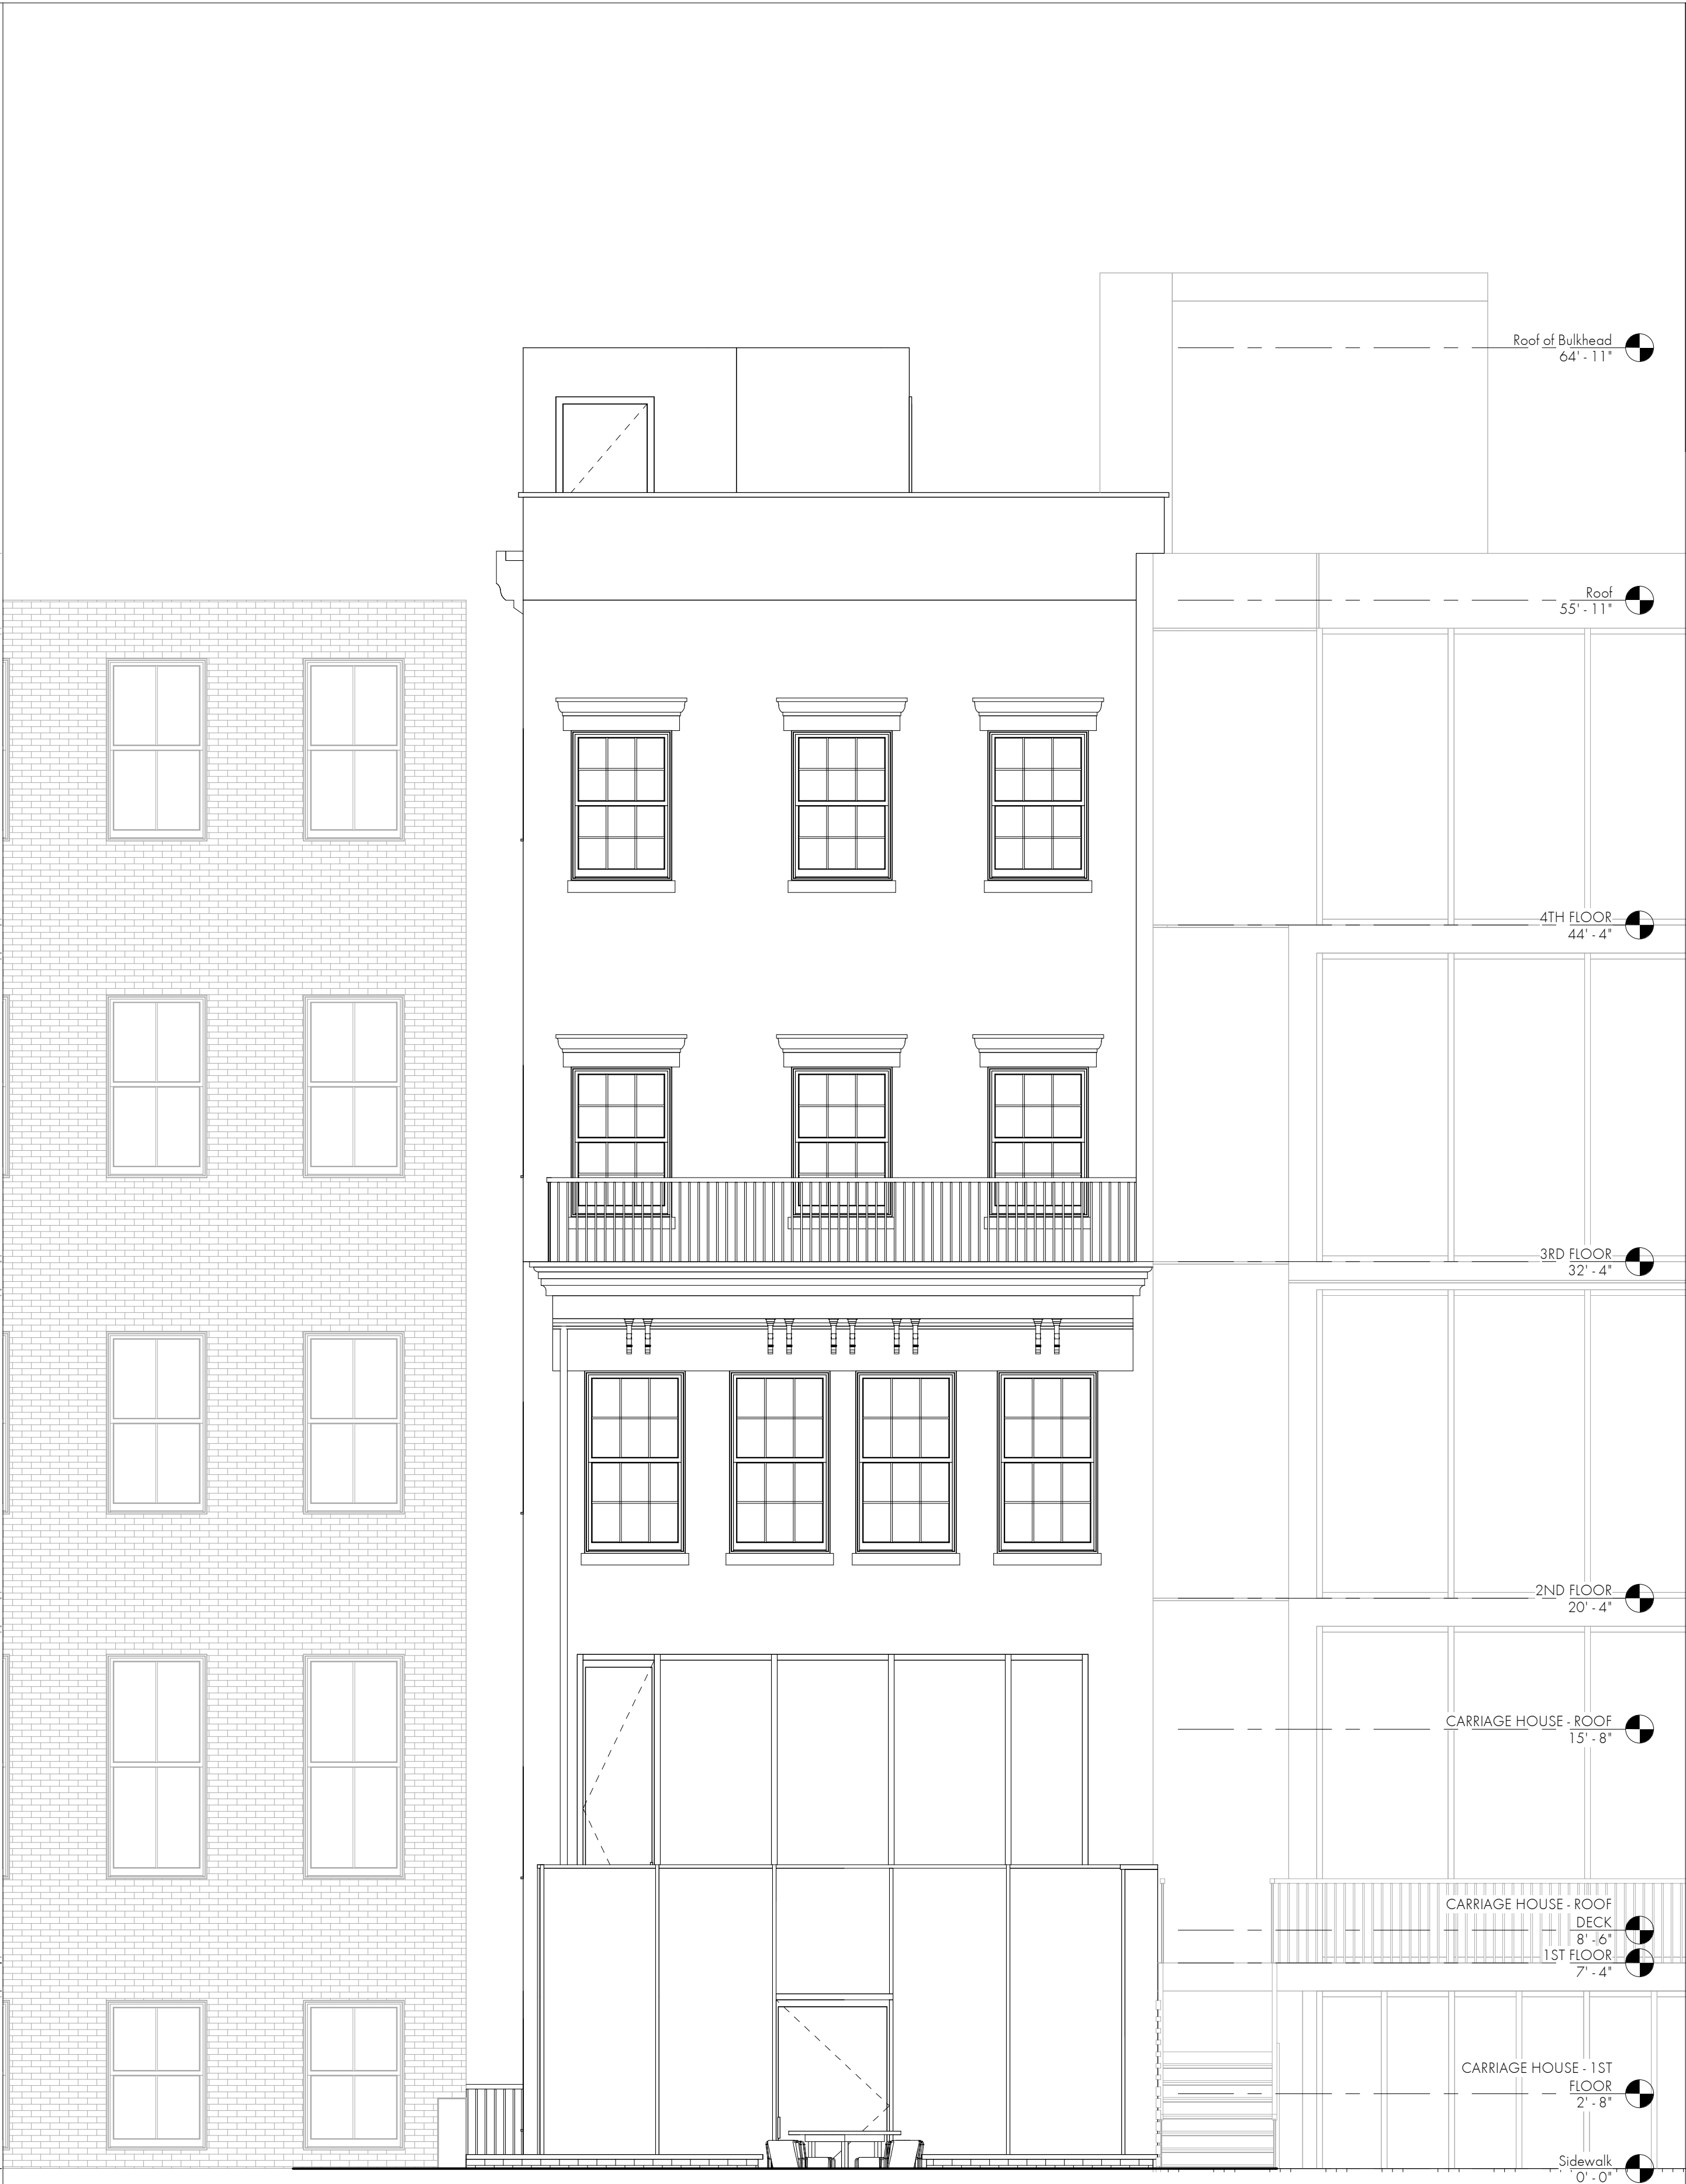 Roof of Bulkhead
64' - 11"
Roof
55' - 11"
4TH FLOOR
44' - 4"
3RD FLOOR
32' - 4"
2ND FLOOR
20' - 4"
CARRIAGE HOUSE - ROOF
15' - 8"
CARRIAGE HOUSE - ROOF
DECK
8' - 6"
1ST FLOOR
7' - 4"
CARRIAGE HOUSE - 1ST
FLOOR
2' - 8"
Sidewalk
0' - 0"